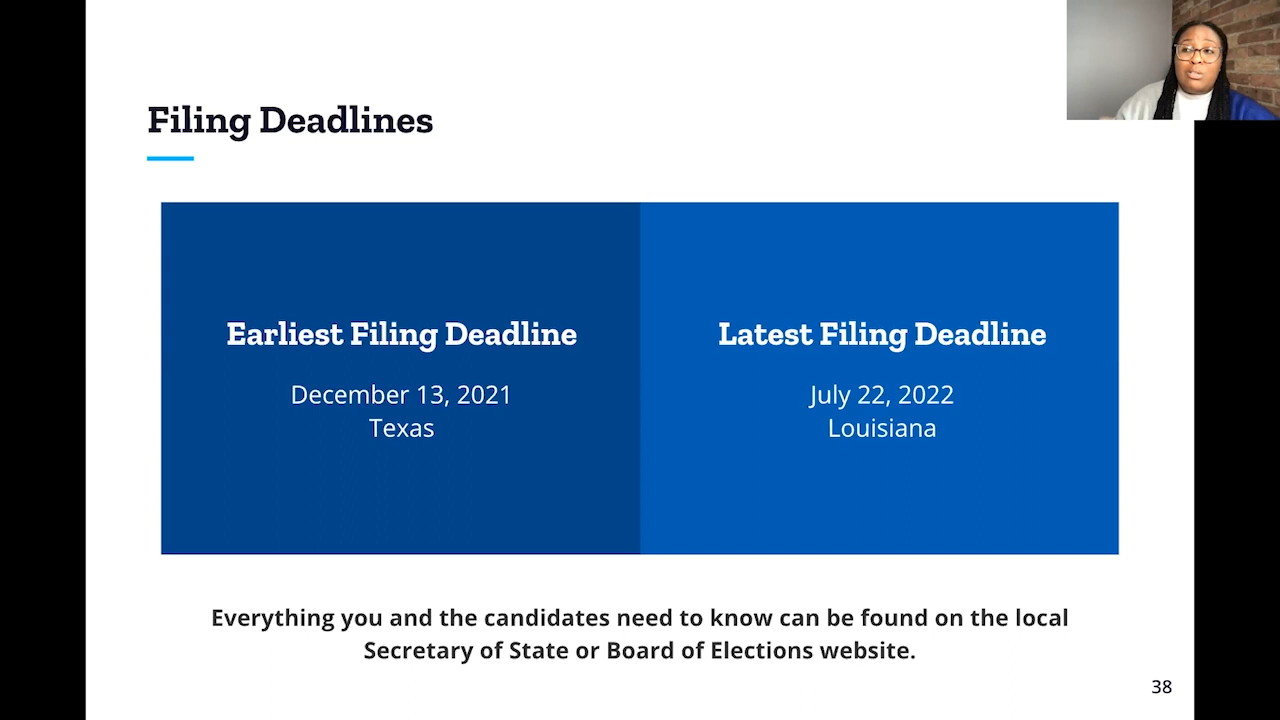 Filing Deadlines
Earliest Filing Deadline
December 13, 2021
Texas
Latest Filing Deadline
July 22, 2022
Louisiana
Everything you and the candidates need to know can be found on the local
Secretary of State or Board of Elections website.
38